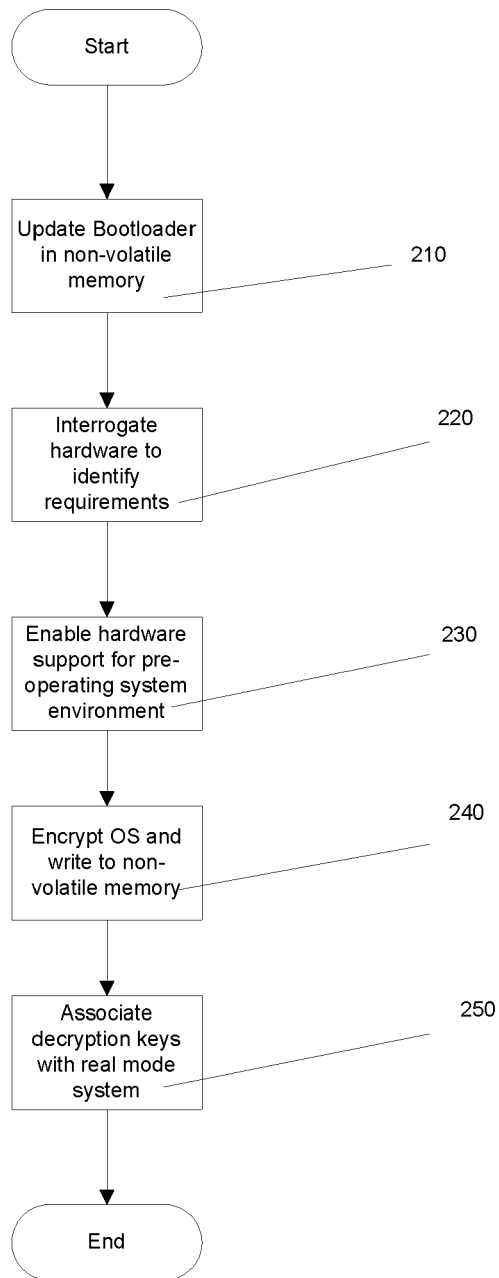 Start
Update Bootloader
in non-volatile
memory
210
Interrogate
hardware to
identify
requirements
220
Enable hardware
support for pre-
operating system
environment
230
Encrypt OS and
write to non-
volatile memory
240
Associate
decryption keys
with real mode
system
250
End